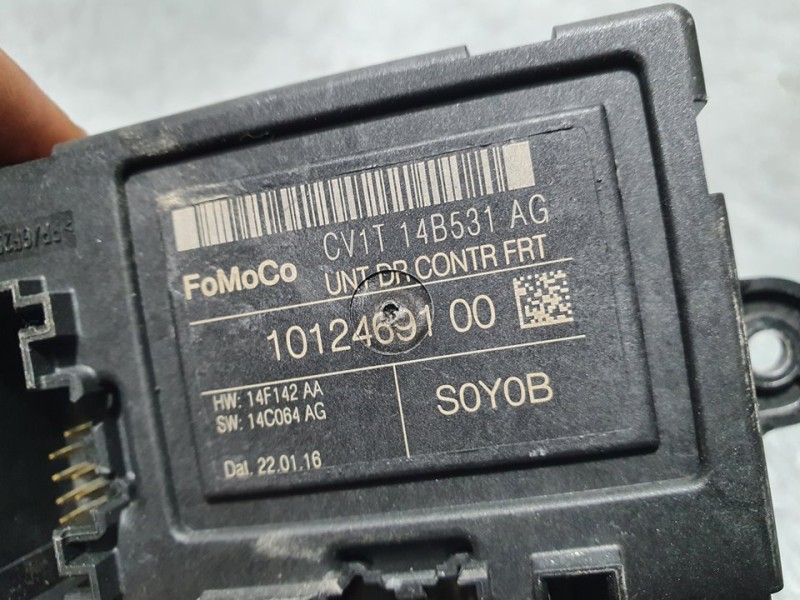 CV1T 14B531 AG
FoMoCo
UNT DR CONTR FRT
10124691 00
HW: 14F142 AA
SW: 14C064 AG
S0Y0B
Dat. 22.01.16